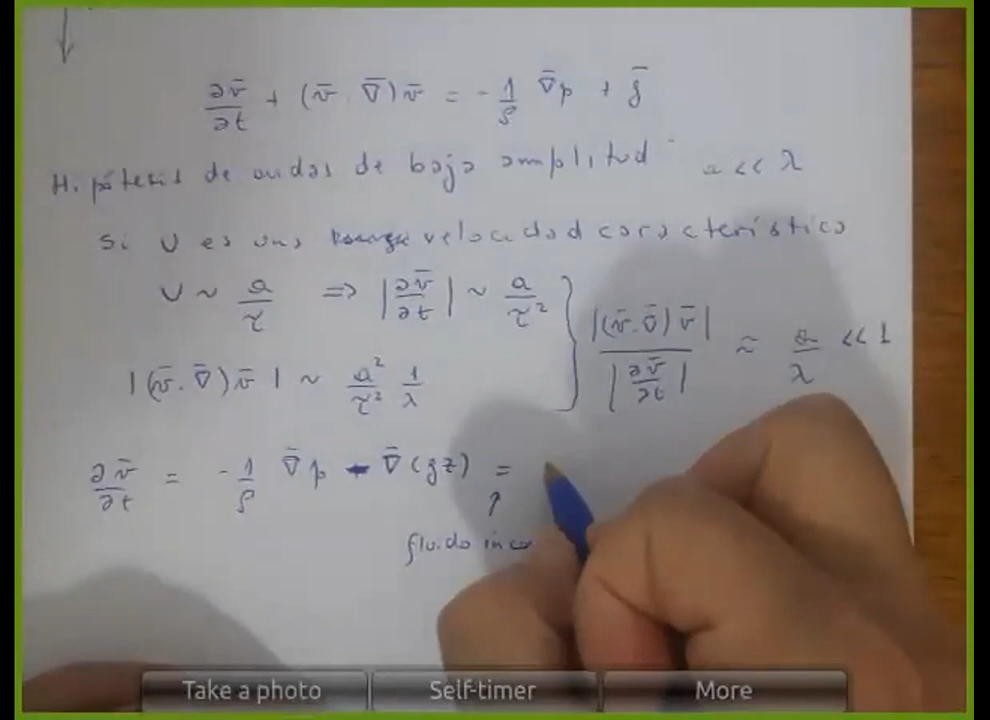 ∂v̄/∂t + (v̄ . ∇̄) v̄ = - 1/ρ ∇̄p + ḡ
Hipótesis de ondas de baja amplitud a << λ
Si U es una velocidad característica
U ~ a/τ => |∂v̄/∂t| ~ a/τ² } |(v̄.∇̄) v̄| / |∂v̄/∂t| ≈ a/λ << 1
|(v̄.∇̄) v̄| ~ a²/τ² 1/λ
∂v̄/∂t = - 1/ρ ∇̄p - ∇̄(gz) =
↑
fluido inco
Take a photo Self-timer More